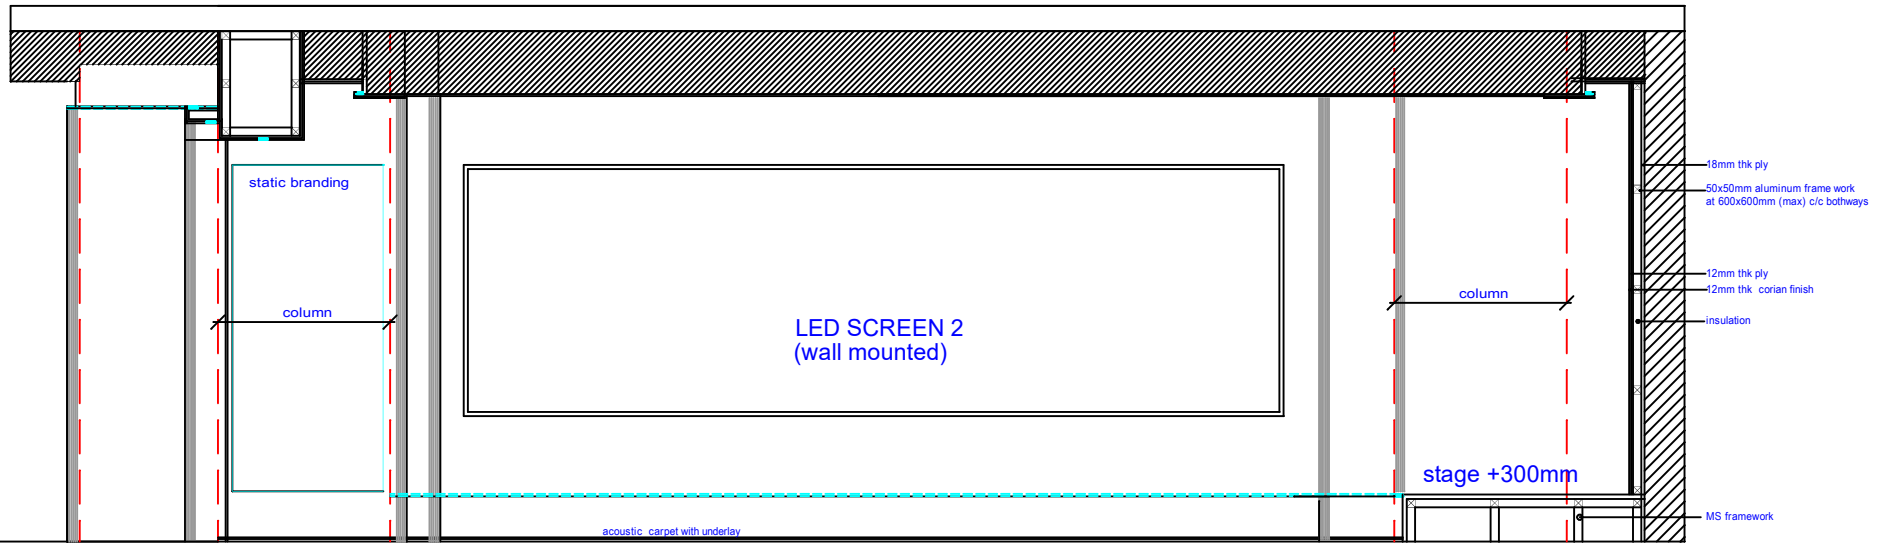 static branding
column
LED SCREEN 2
(wall mounted)
column
stage +300mm
acoustic carpet with underlay
18mm thk ply
50x50mm aluminum frame work
at 600x600mm (max) c/c bothways
12mm thk ply
12mm thk corian finish
insulation
MS framework